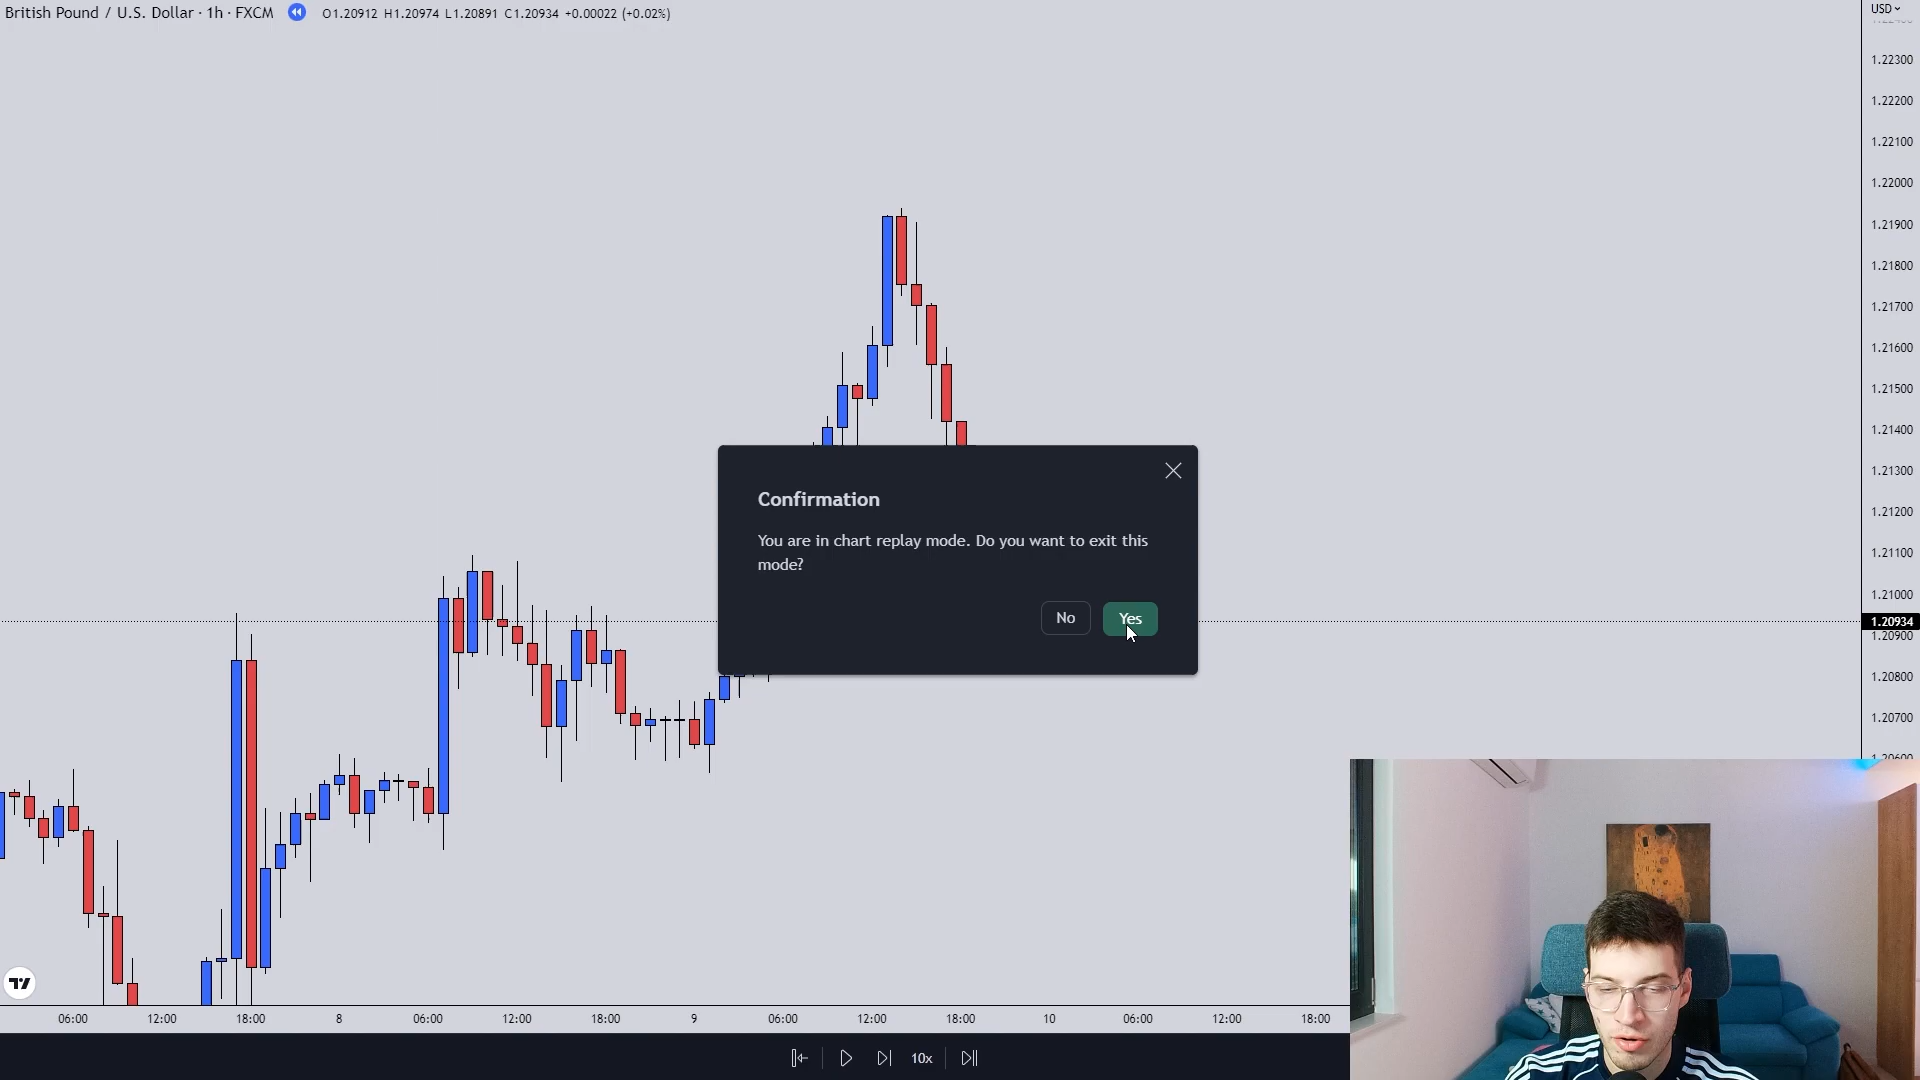 British Pound / U.S. Dollar · 1h · FXCM O1.20912 H1.20974 L1.20891 C1.20934 +0.00022 (+0.02%)
USD
1.22300
1.22200
1.22100
1.22000
1.21900
1.21800
1.21700
1.21600
1.21500
1.21400
1.21300
1.21200
1.21100
1.21000
1.20934
1.20900
1.20800
1.20700
Confirmation
You are in chart replay mode. Do you want to exit this
mode?
No Yes
06:00 12:00 18:00 8 06:00 12:00 18:00 9 06:00 12:00 18:00 10 06:00 12:00 18:00
10x